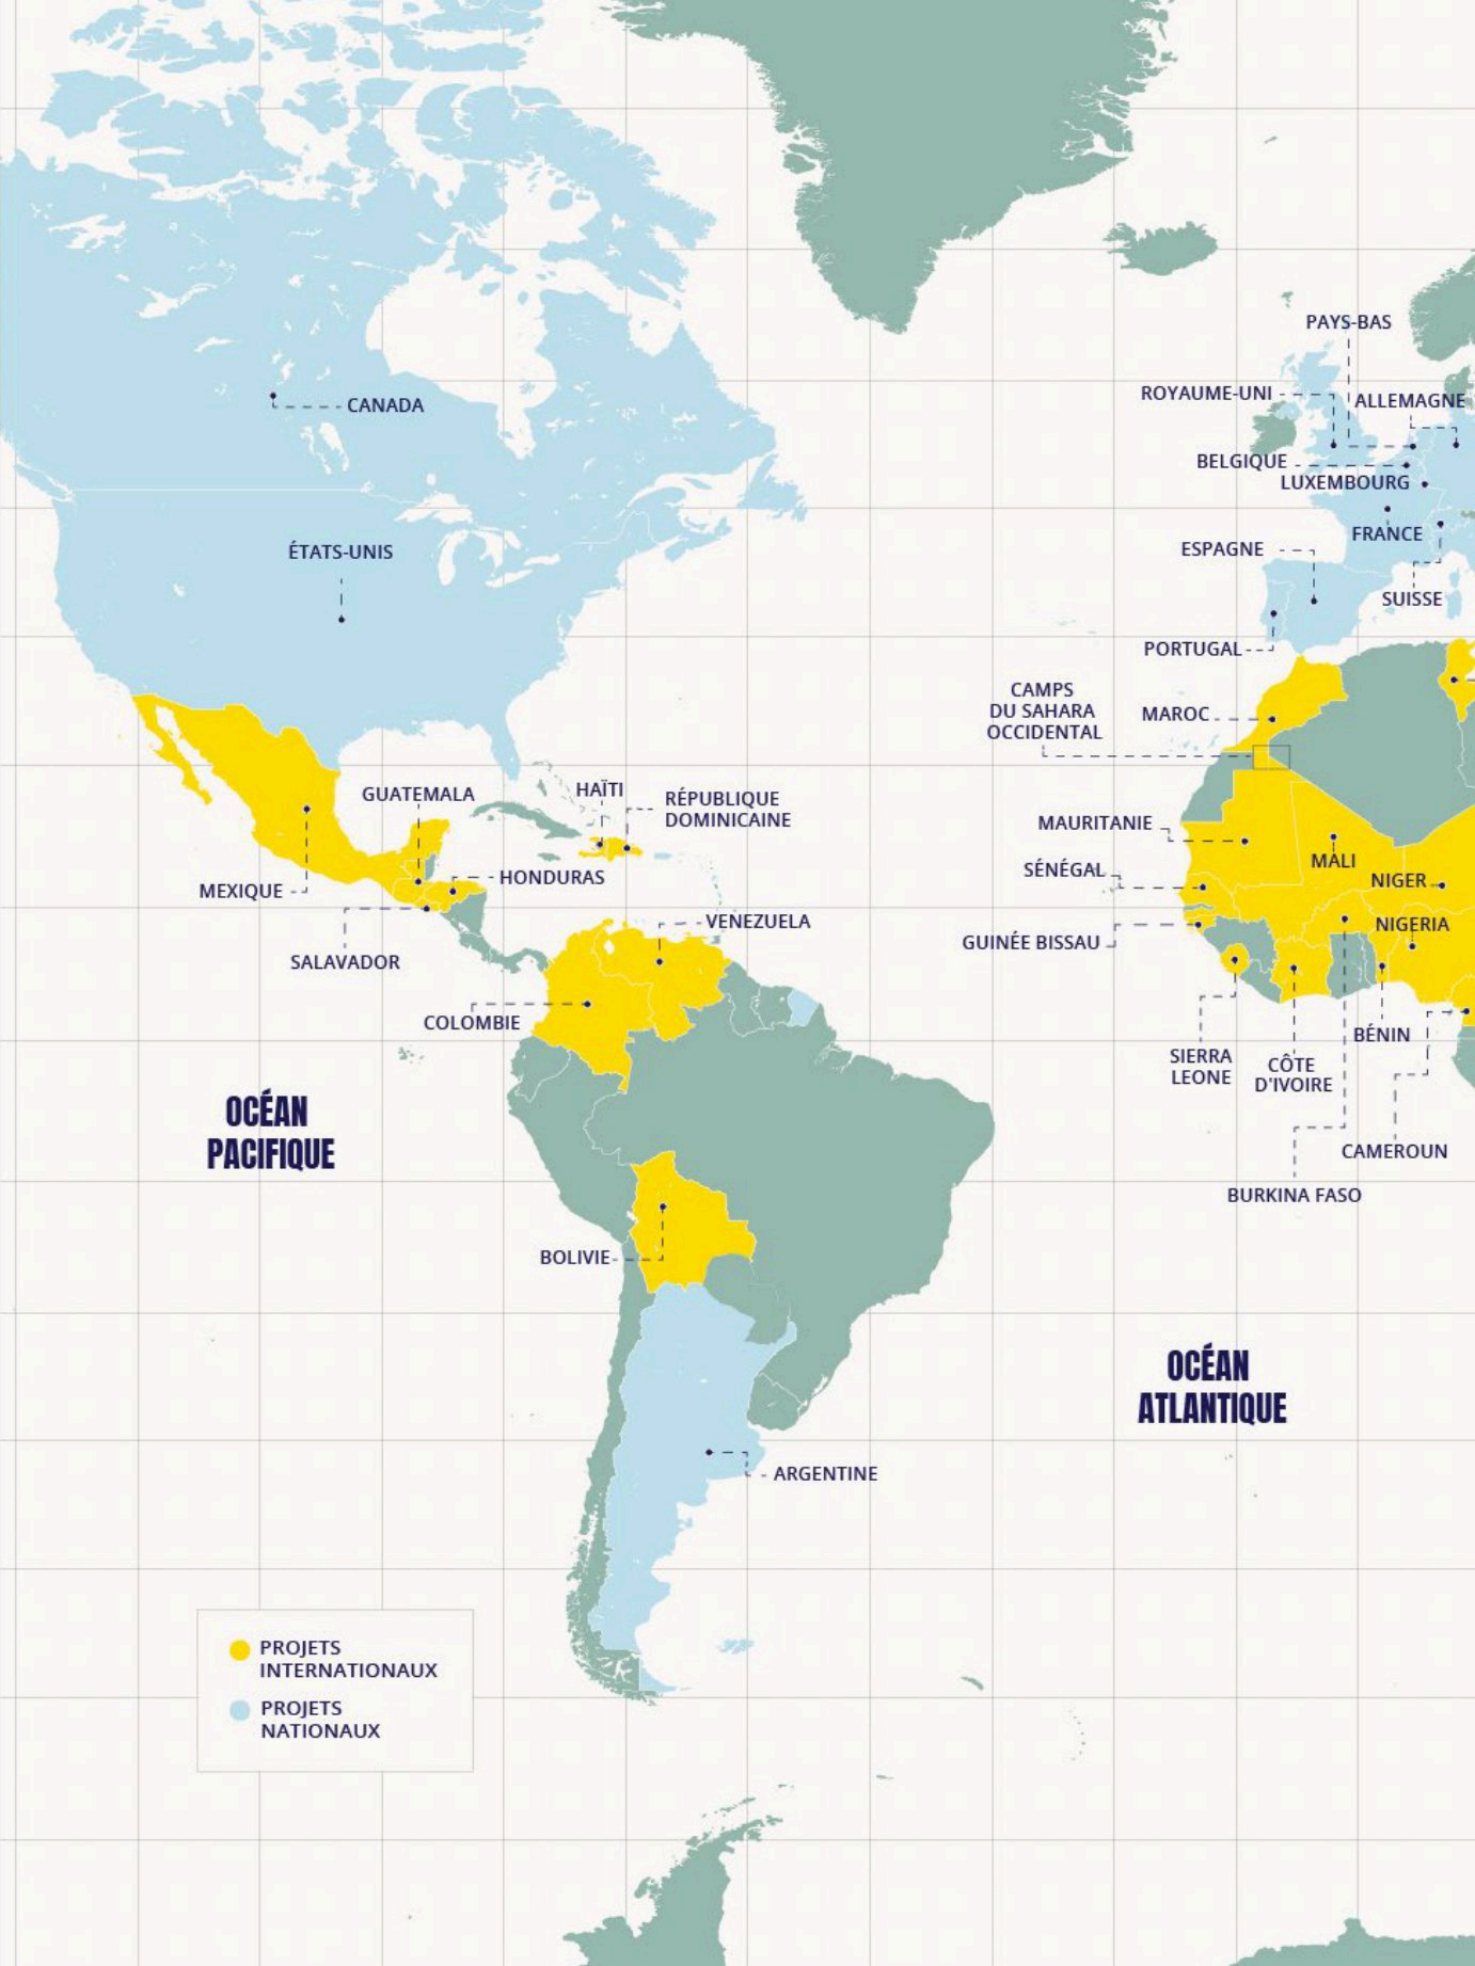 PAYS-BAS
ROYAUME-UNI
ALLEMAGNE
CANADA
BELGIQUE
LUXEMBOURG
FRANCE
ÉTATS-UNIS
ESPAGNE
SUISSE
PORTUGAL
CAMPS
DU SAHARA
OCCIDENTAL
MAROC
GUATEMALA
HAÏTI
RÉPUBLIQUE
DOMINICAINE
MAURITANIE
MALI
SÉNÉGAL
NIGER
MEXIQUE
HONDURAS
VENEZUELA
NIGERIA
GUINÉE BISSAU
SALAVADOR
COLOMBIE
BÉNIN
SIERRA
LEONE
CÔTE
D'IVOIRE
OCÉAN
PACIFIQUE
CAMEROUN
BURKINA FASO
BOLIVIE
OCÉAN
ATLANTIQUE
ARGENTINE
PROJETS
INTERNATIONAUX
PROJETS
NATIONAUX